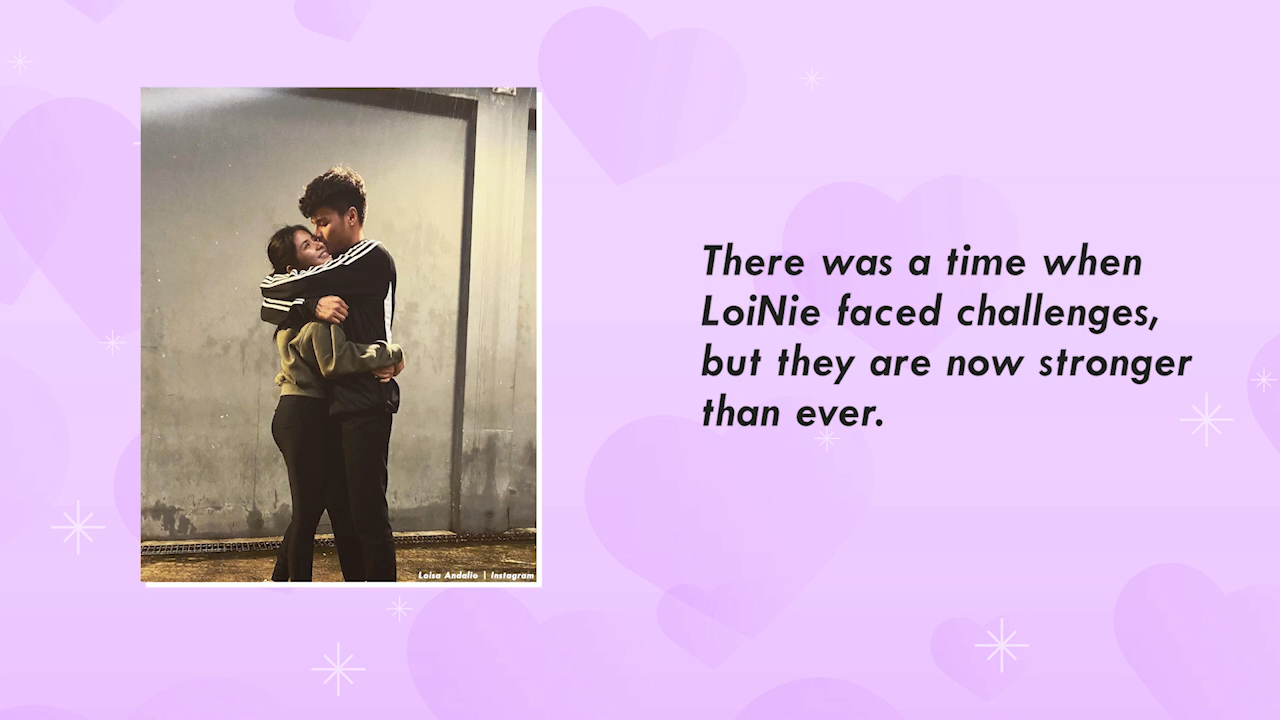 There was a time when
LoiNie faced challenges,
but they are now stronger
than ever.
Loisa Andalio | Instagram